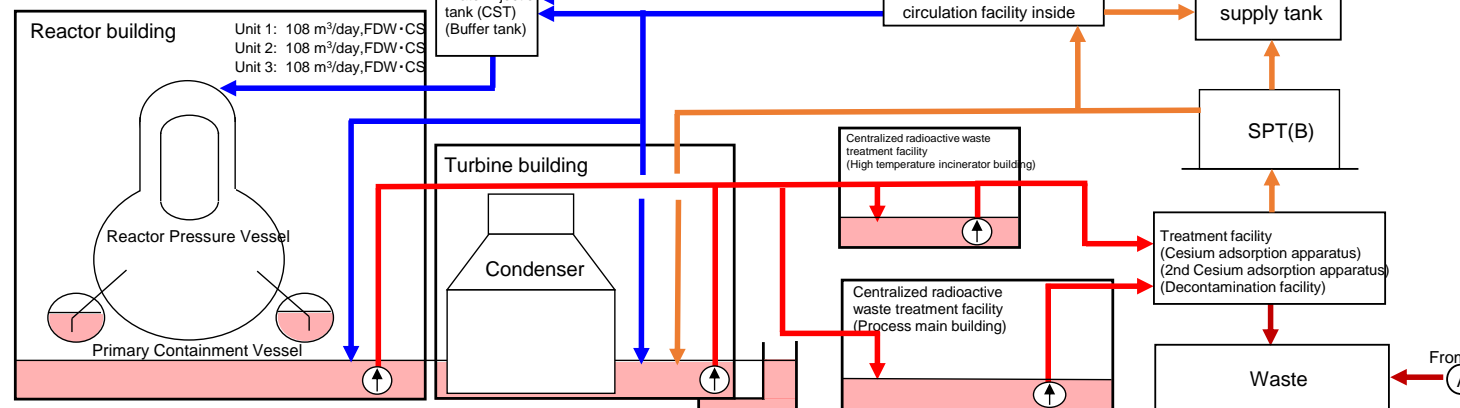 tank (CST)
(Buffer tank)
circulation facility inside
supply tank
Reactor building
Unit 1: 108 m³/day,FDW・CS
Unit 2: 108 m³/day,FDW・CS
Unit 3: 108 m³/day,FDW・CS
SPT(B)
Centralized radioactive waste
treatment facility
(High temperature incinerator building)
Turbine building
Reactor Pressure Vessel
Condenser
Treatment facility
(Cesium adsorption apparatus)
(2nd Cesium adsorption apparatus)
(Decontamination facility)
Centralized radioactive
waste treatment facility
(Process main building)
Primary Containment Vessel
Waste
From